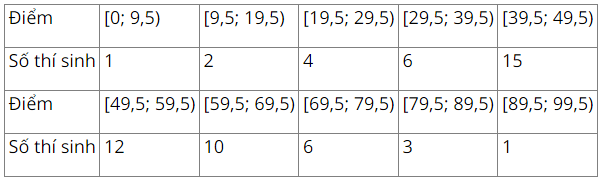 Điểm [0; 9,5) [9,5; 19,5) [19,5; 29,5) [29,5; 39,5) [39,5; 49,5)
Số thí sinh 1 2 4 6 15
Điểm [49,5; 59,5) [59,5; 69,5) [69,5; 79,5) [79,5; 89,5) [89,5; 99,5)
Số thí sinh 12 10 6 3 1